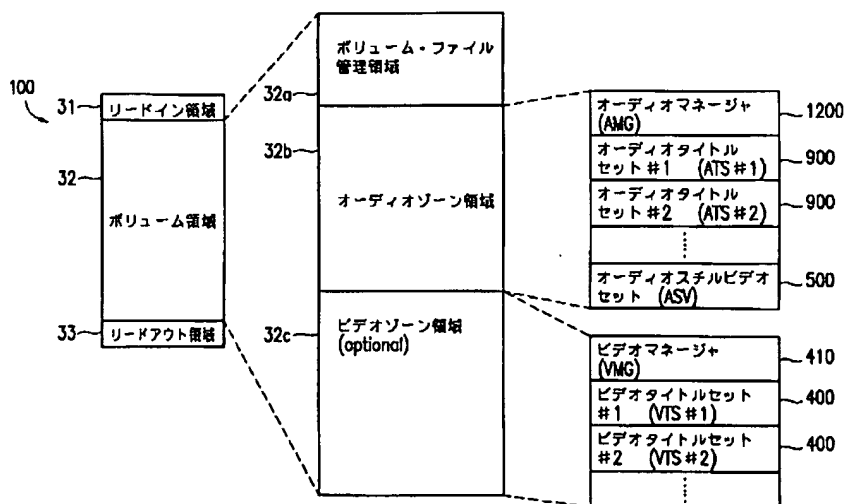 100
31
リードイン領域
32
ボリューム領域
33
リードアウト領域
ボリューム・ファイル
管理領域
32a
32b
オーディオゾーン領域
32c
ビデオゾーン領域
(optional)
オーディオマネージャ
(AMG)
1200
オーディオタイトル
セット#1 (ATS#1)
900
オーディオタイトル
セット#2 (ATS#2)
900
オーディオスチルビデオ
セット (ASV)
500
ビデオマネージャ
(VMG)
410
ビデオタイトルセット
#1 (VTS#1)
400
ビデオタイトルセット
#2 (VTS#2)
400